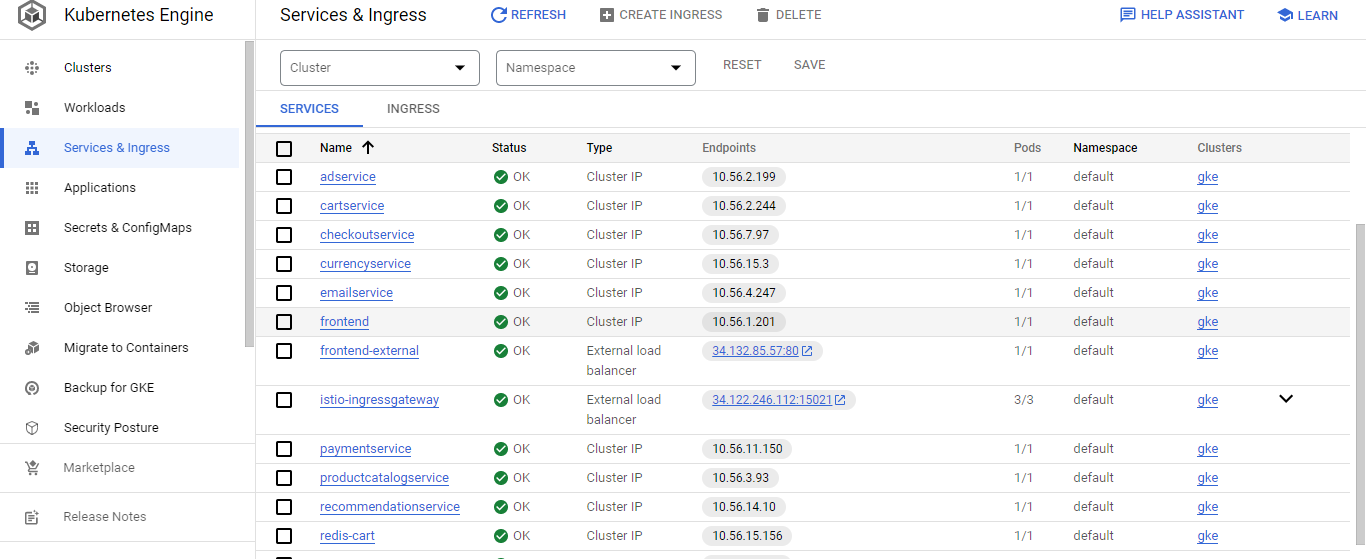 Kubernetes Engine
Services & Ingress
REFRESH
CREATE INGRESS
DELETE
HELP ASSISTANT
LEARN
Clusters
Workloads
Services & Ingress
Applications
Secrets & ConfigMaps
Storage
Object Browser
Migrate to Containers
Backup for GKE
Security Posture
Marketplace
Release Notes
Cluster
Namespace
RESET
SAVE
SERVICES
INGRESS
Name Status Type Endpoints Pods Namespace Clusters
adservice OK Cluster IP 10.56.2.199 1/1 default gke
cartservice OK Cluster IP 10.56.2.244 1/1 default gke
checkoutservice OK Cluster IP 10.56.7.97 1/1 default gke
currencyservice OK Cluster IP 10.56.15.3 1/1 default gke
emailservice OK Cluster IP 10.56.4.247 1/1 default gke
frontend OK Cluster IP 10.56.1.201 1/1 default gke
frontend-external OK External load 34.132.85.57:80 1/1 default gke
balancer
istio-ingressgateway OK External load 34.122.246.112:15021 3/3 default gke
balancer
paymentservice OK Cluster IP 10.56.11.150 1/1 default gke
productcatalogservice OK Cluster IP 10.56.3.93 1/1 default gke
recommendationservice OK Cluster IP 10.56.14.10 1/1 default gke
redis-cart OK Cluster IP 10.56.15.156 1/1 default gke